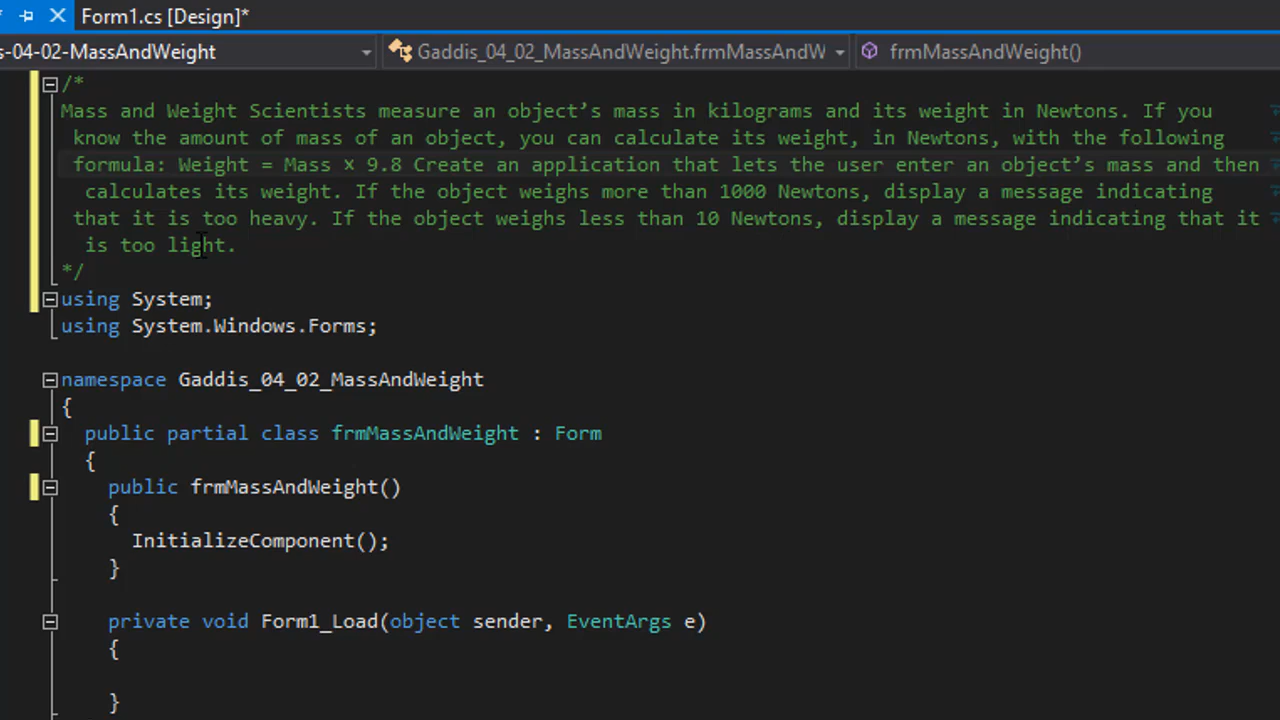 Form1.cs [Design]*
s-04-02-MassAndWeight
Gaddis_04_02_MassAndWeight.frmMassAndW
frmMassAndWeight()
/*
Mass and Weight Scientists measure an object’s mass in kilograms and its weight in Newtons. If you
know the amount of mass of an object, you can calculate its weight, in Newtons, with the following
formula: Weight = Mass × 9.8 Create an application that lets the user enter an object’s mass and then
calculates its weight. If the object weighs more than 1000 Newtons, display a message indicating
that it is too heavy. If the object weighs less than 10 Newtons, display a message indicating that it
is too light.
*/
using System;
using System.Windows.Forms;
namespace Gaddis_04_02_MassAndWeight
{
public partial class frmMassAndWeight : Form
{
public frmMassAndWeight()
{
InitializeComponent();
}
private void Form1_Load(object sender, EventArgs e)
{
}